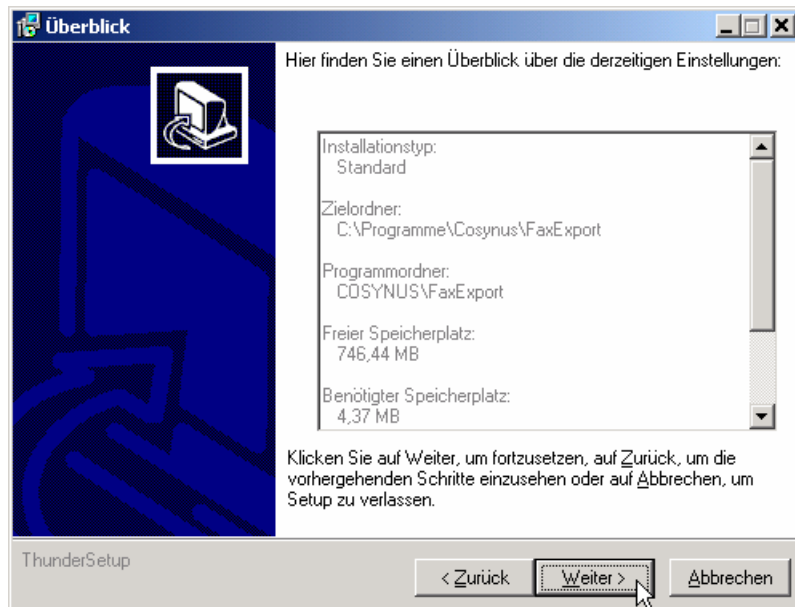 Überblick
Hier finden Sie einen Überblick über die derzeitigen Einstellungen:
Installationstyp:
Standard
Zielordner:
C:\Programme\Cosynus\FaxExport
Programmordner:
COSYNUS\FaxExport
Freier Speicherplatz:
746,44 MB
Benötigter Speicherplatz:
4,37 MB
Klicken Sie auf Weiter, um fortzusetzen, auf Zurück, um die
vorhergehenden Schritte einzusehen oder auf Abbrechen, um
Setup zu verlassen.
ThunderSetup
< Zurück
Weiter >
Abbrechen